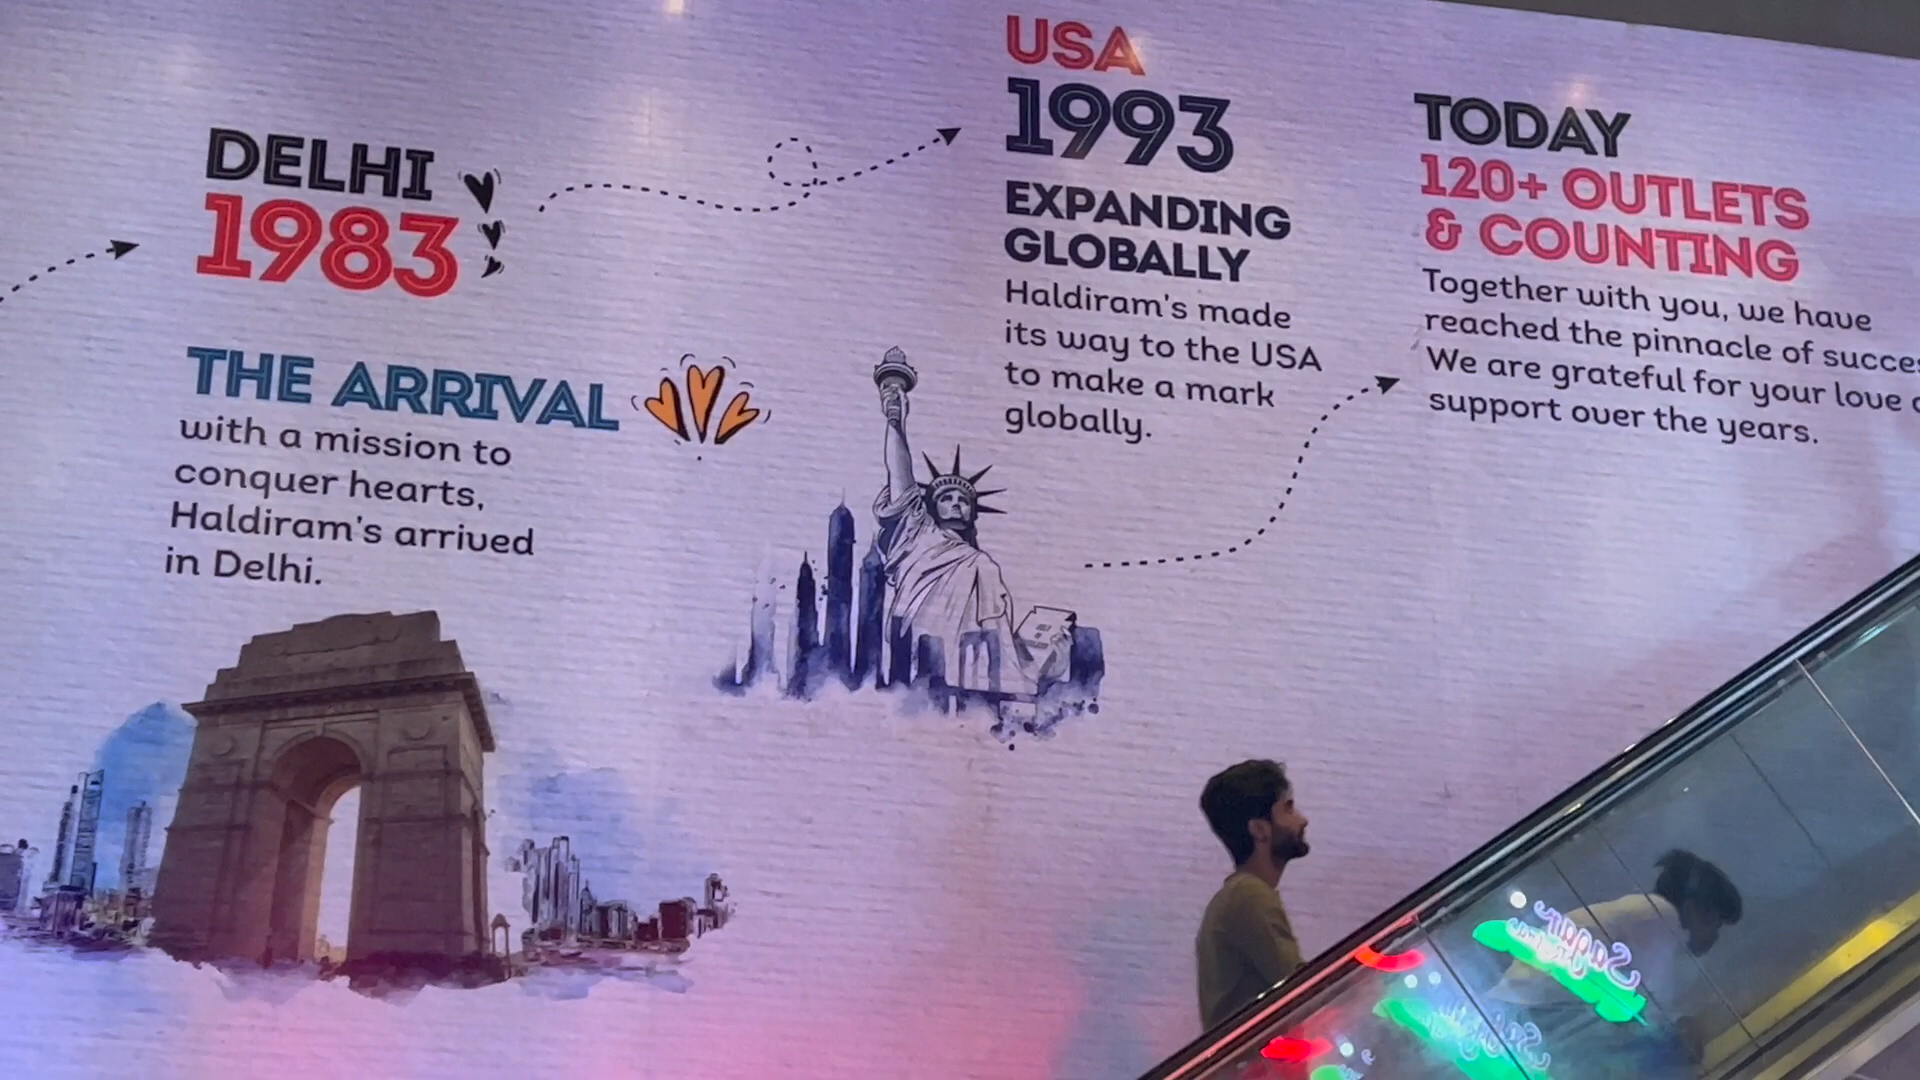 DELHI
1983
THE ARRIVAL
with a mission to
conquer hearts,
Haldiram's arrived
in Delhi.
USA
1993
EXPANDING
GLOBALLY
Haldiram's made
its way to the USA
to make a mark
globally.
TODAY
120+ OUTLETS
& COUNTING
Together with you, we have
reached the pinnacle of
We are grateful for your love
support over the years.
Sagar